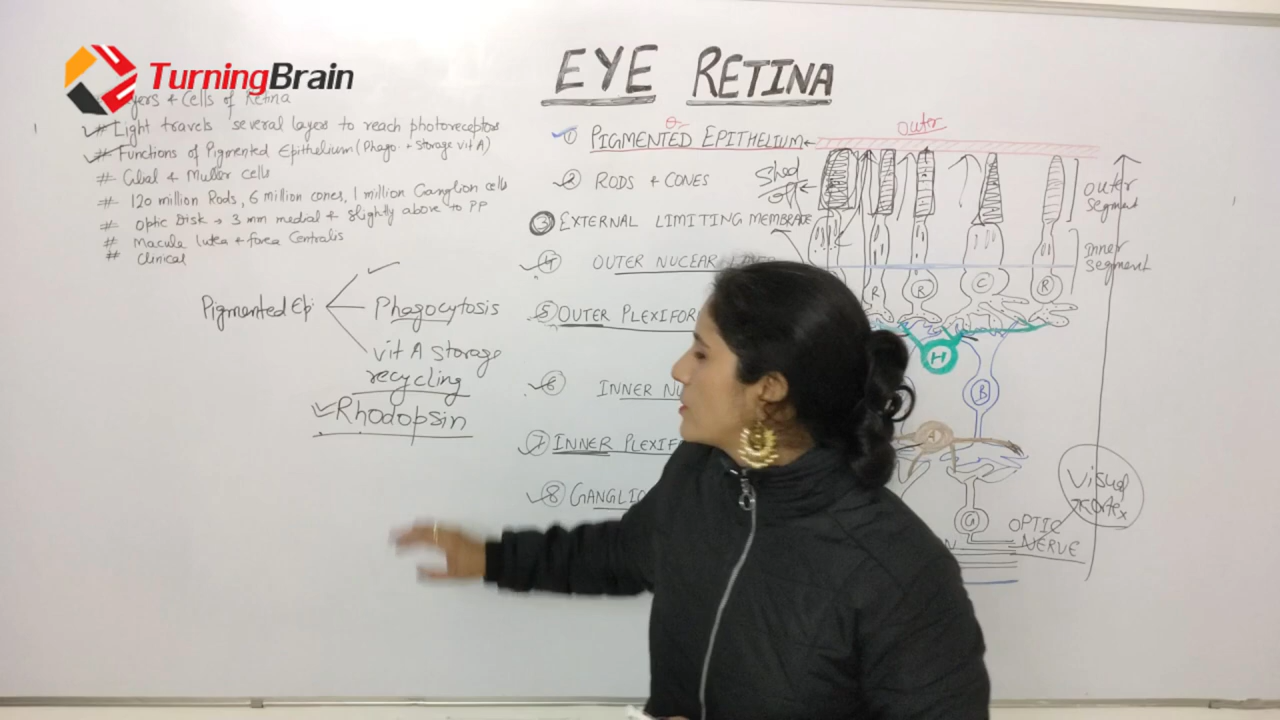 TurningBrain
EYE RETINA
& Cells of Retina
# Light travels several layers to reach photoreceptors
# Functions of Pigmented Epithelium (Phago. + Storage vit A)
# Glial & Muller cells
# 120 million Rods, 6 million cones, 1 million Ganglion cells
# Optic Disk → 3 mm medial & slightly above to PP
# Macula lutea & fovea Centralis
# Clinical
Pigmented Epi
Phagocytosis
vit A storage
recycling
Rhodopsin
① PIGMENTED EPITHELIUM
② RODS & CONES
③ EXTERNAL LIMITING MEMBRANE
④ OUTER NUCEAR
⑤ OUTER PLEXIFOR
⑥ INNER NU
⑦ INNER PLEXIF
⑧ GANGLIO
outer
Shed
off
Outer
Segment
Inner
Segment
R
R
C
R
H
B
A
G
OPTIC
NERVE
Visual
Cortex